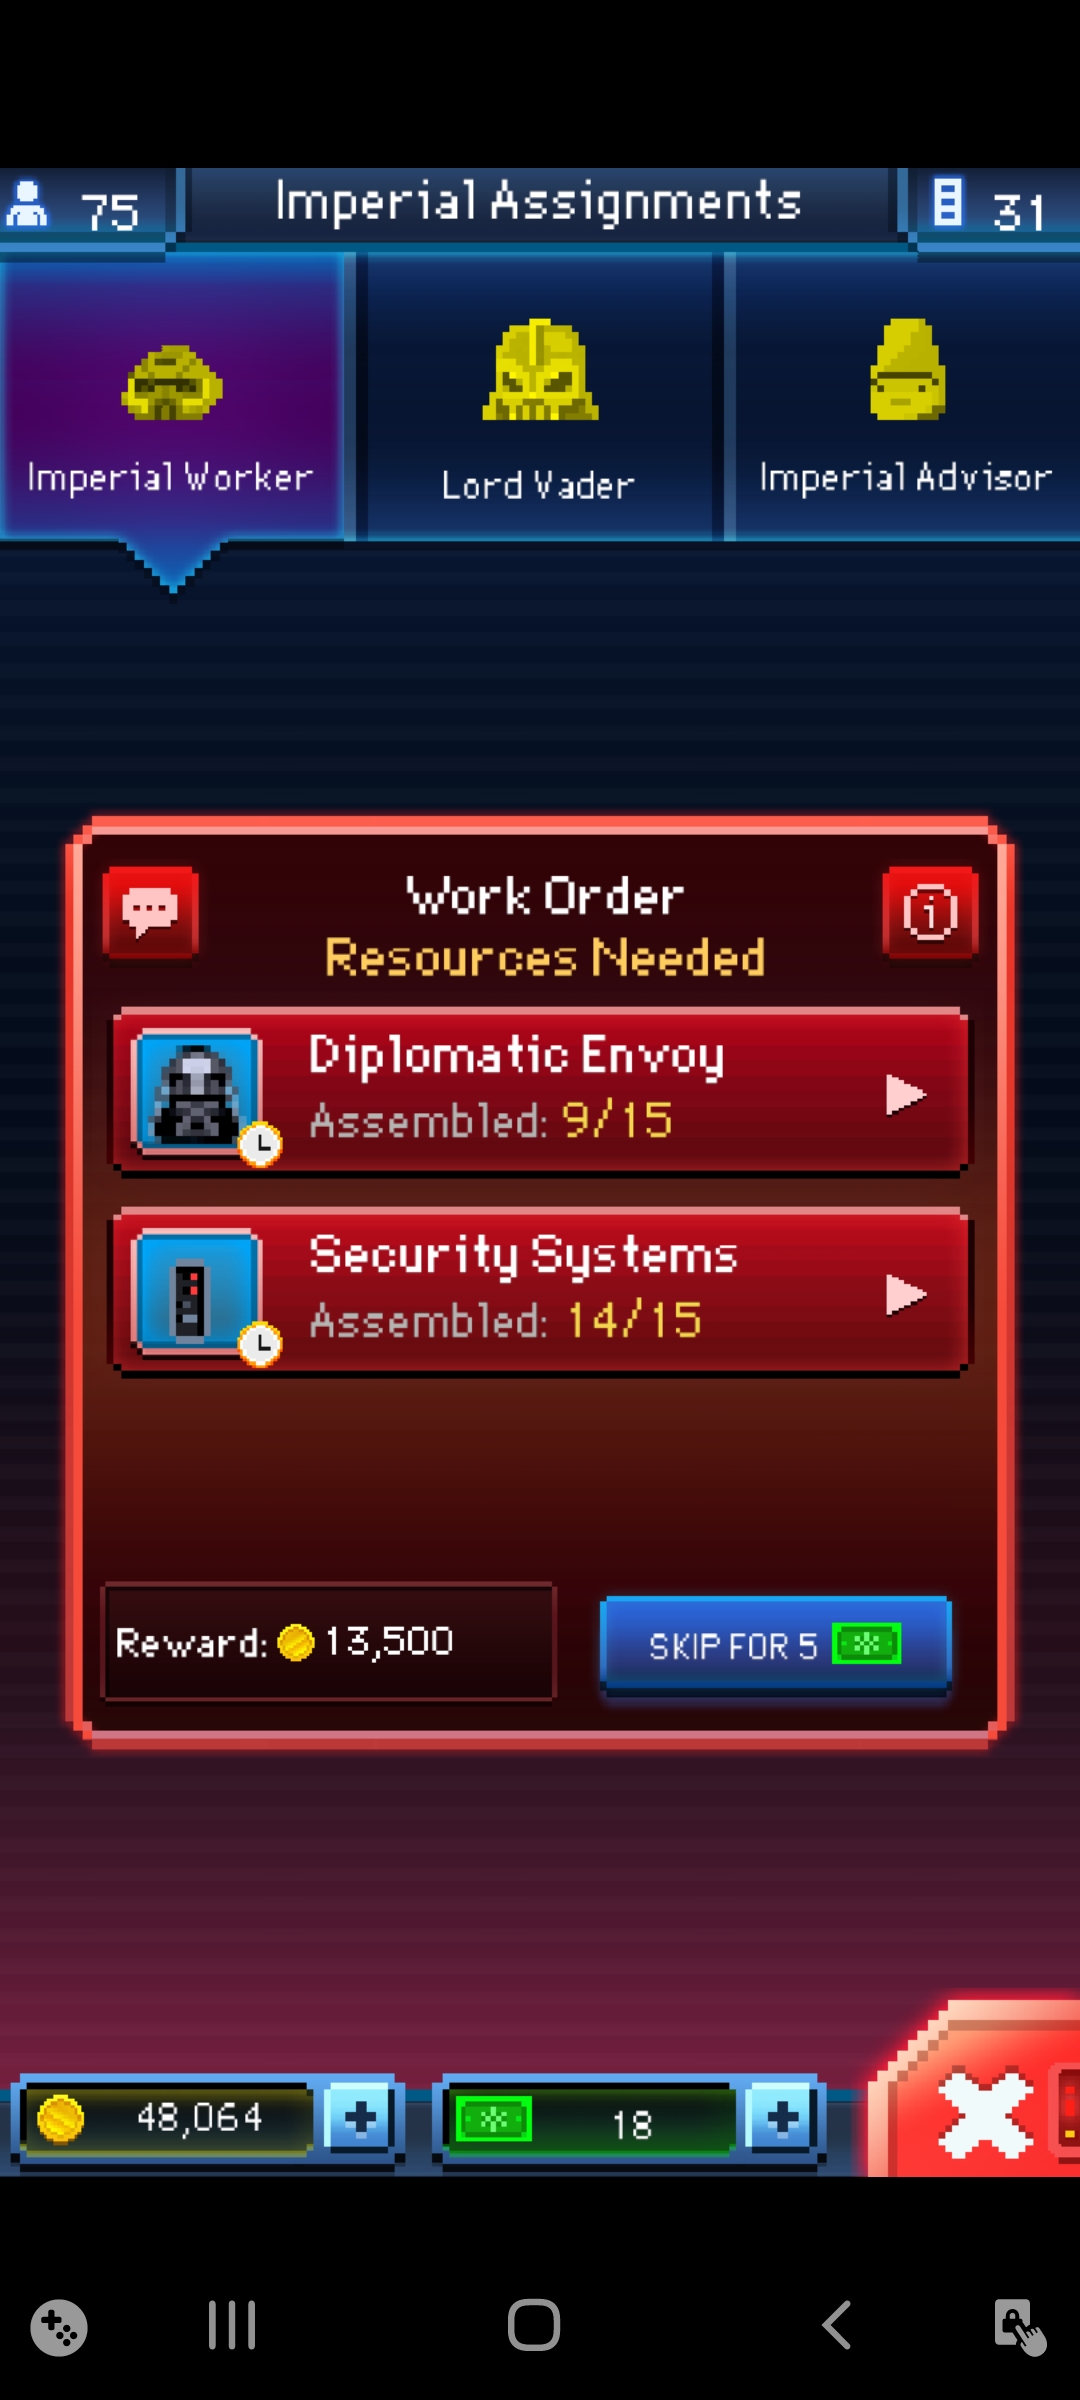 75
Imperial Assignments
31
Imperial Worker
Lord Vader
Imperial Advisor
Work Order
Resources Needed
Diplomatic Envoy
Assembled: 9/15
Security Systems
Assembled: 14/15
Reward: 13,500
SKIP FOR 5
48,064
18